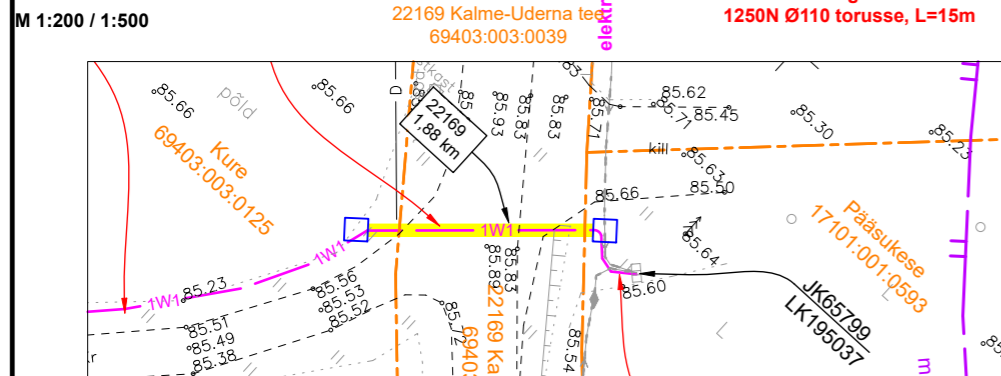 M 1:200 / 1:500
22169 Kalme-Uderna tee
69403:003:0039
elektr
1250N Ø110 torusse, L=15m
85.66
põld
85.66
D
22169
1,88 km
85.93
85.83
85.83
85.71
85.62
85.71
85.45
85.30
85.23
kill
85.63
85.50
85.66
Kure
69403:003:0125
Pääsukese
17101:001:0593
1W1
1W1
1W1
85.64
85.60
85.23
85.56
85.53
85.52
85.51
85.49
85.38
85.89
85.83
22169 Ka
69403
85.54
JK65799
LK195037
m